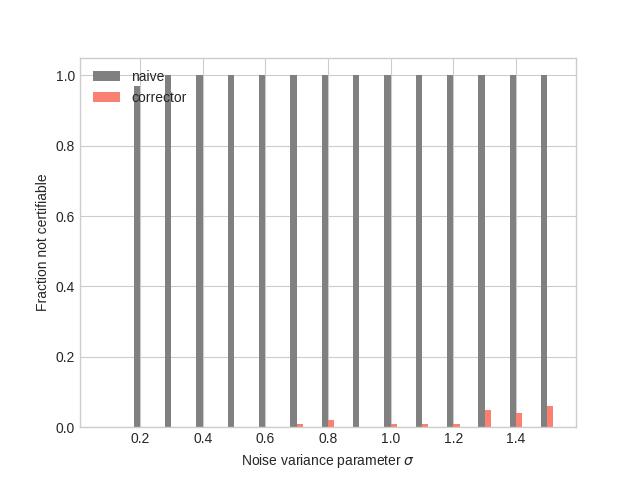 naive
corrector
1.0
0.8
0.6
0.4
0.2
0.0
Fraction not certifiable
0.2 0.4 0.6 0.8 1.0 1.2 1.4
Noise variance parameter σ